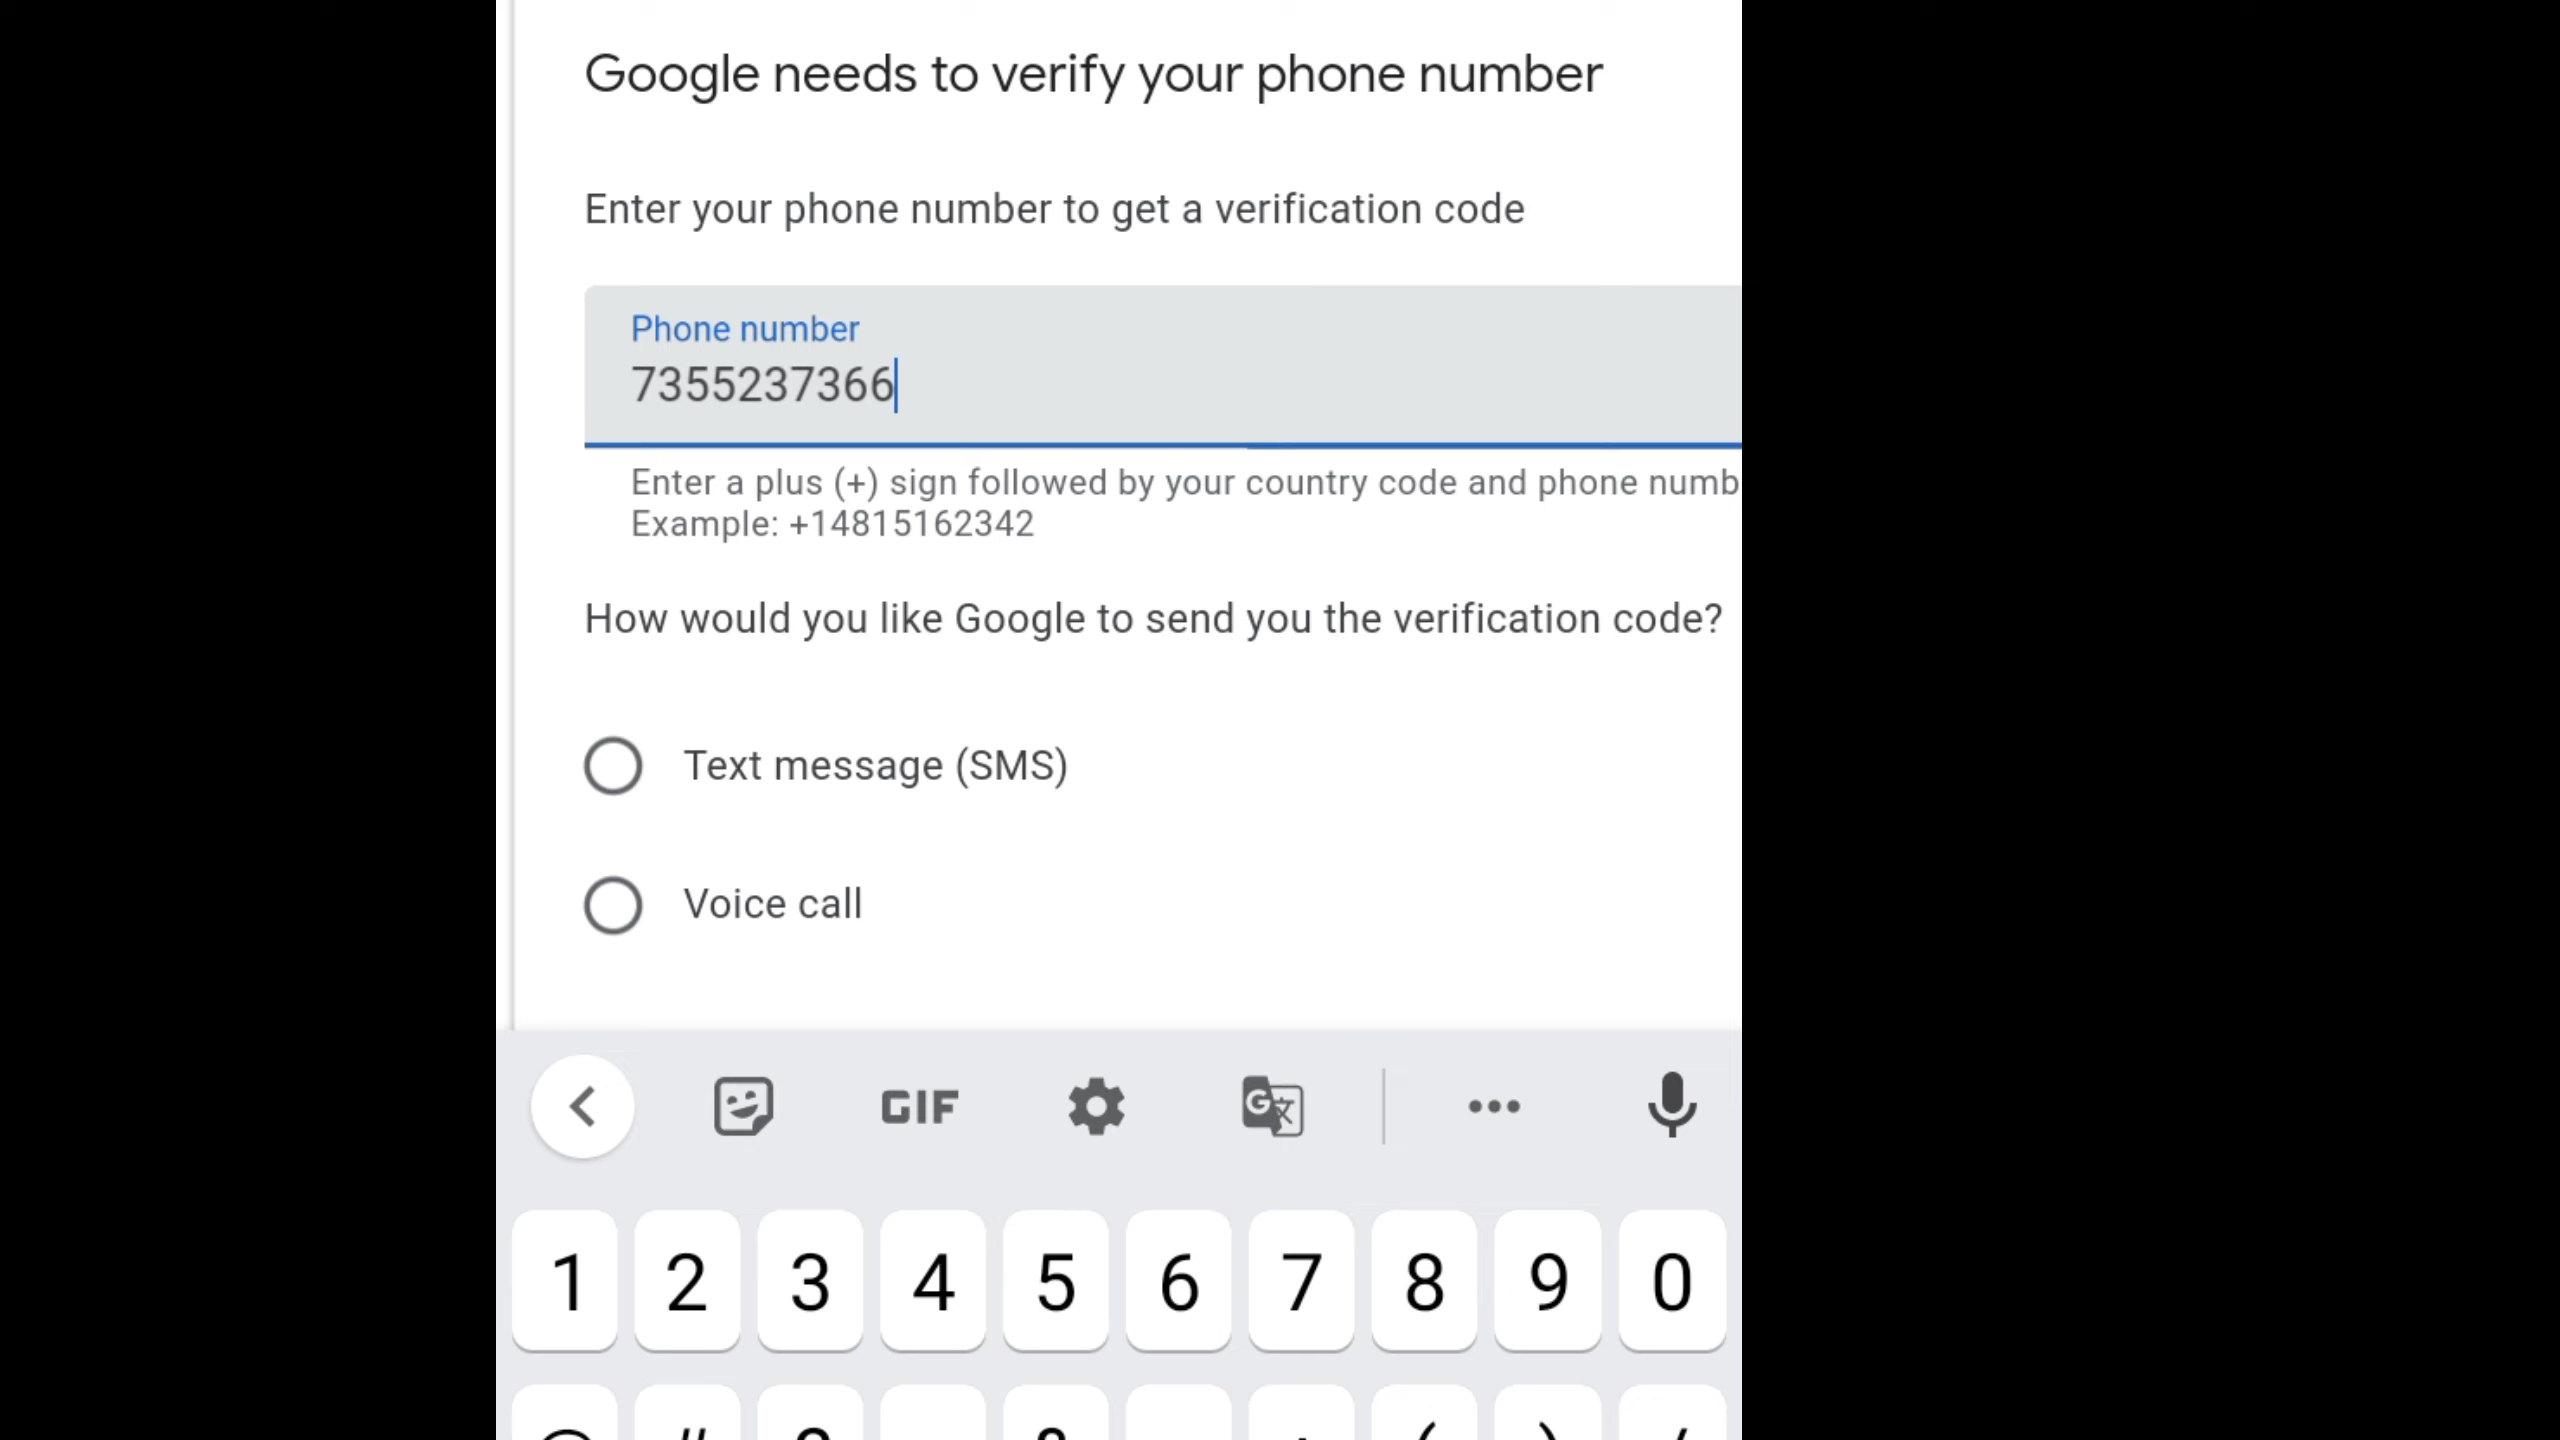 Google needs to verify your phone number
Enter your phone number to get a verification code
Phone number
7355237366
Enter a plus (+) sign followed by your country code and phone numb
Example: +14815162342
How would you like Google to send you the verification code?
Text message (SMS)
Voice call
GIF
1 2 3 4 5 6 7 8 9 0